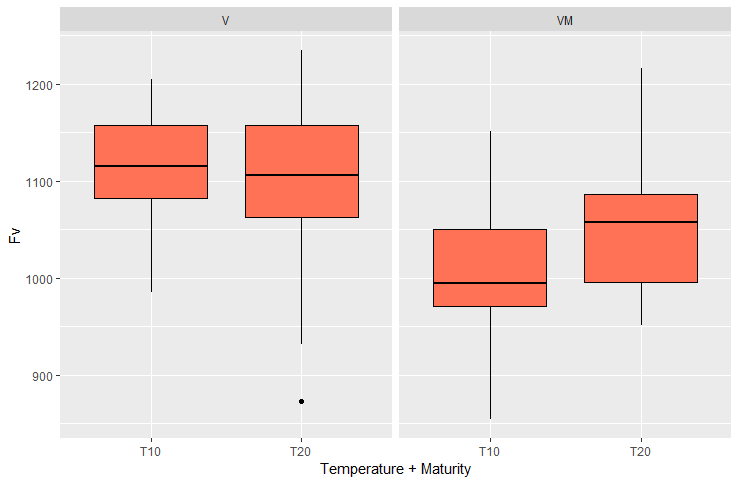 V VM
1200
1100
1000
900
Fv
T10 T20 T10 T20
Temperature + Maturity